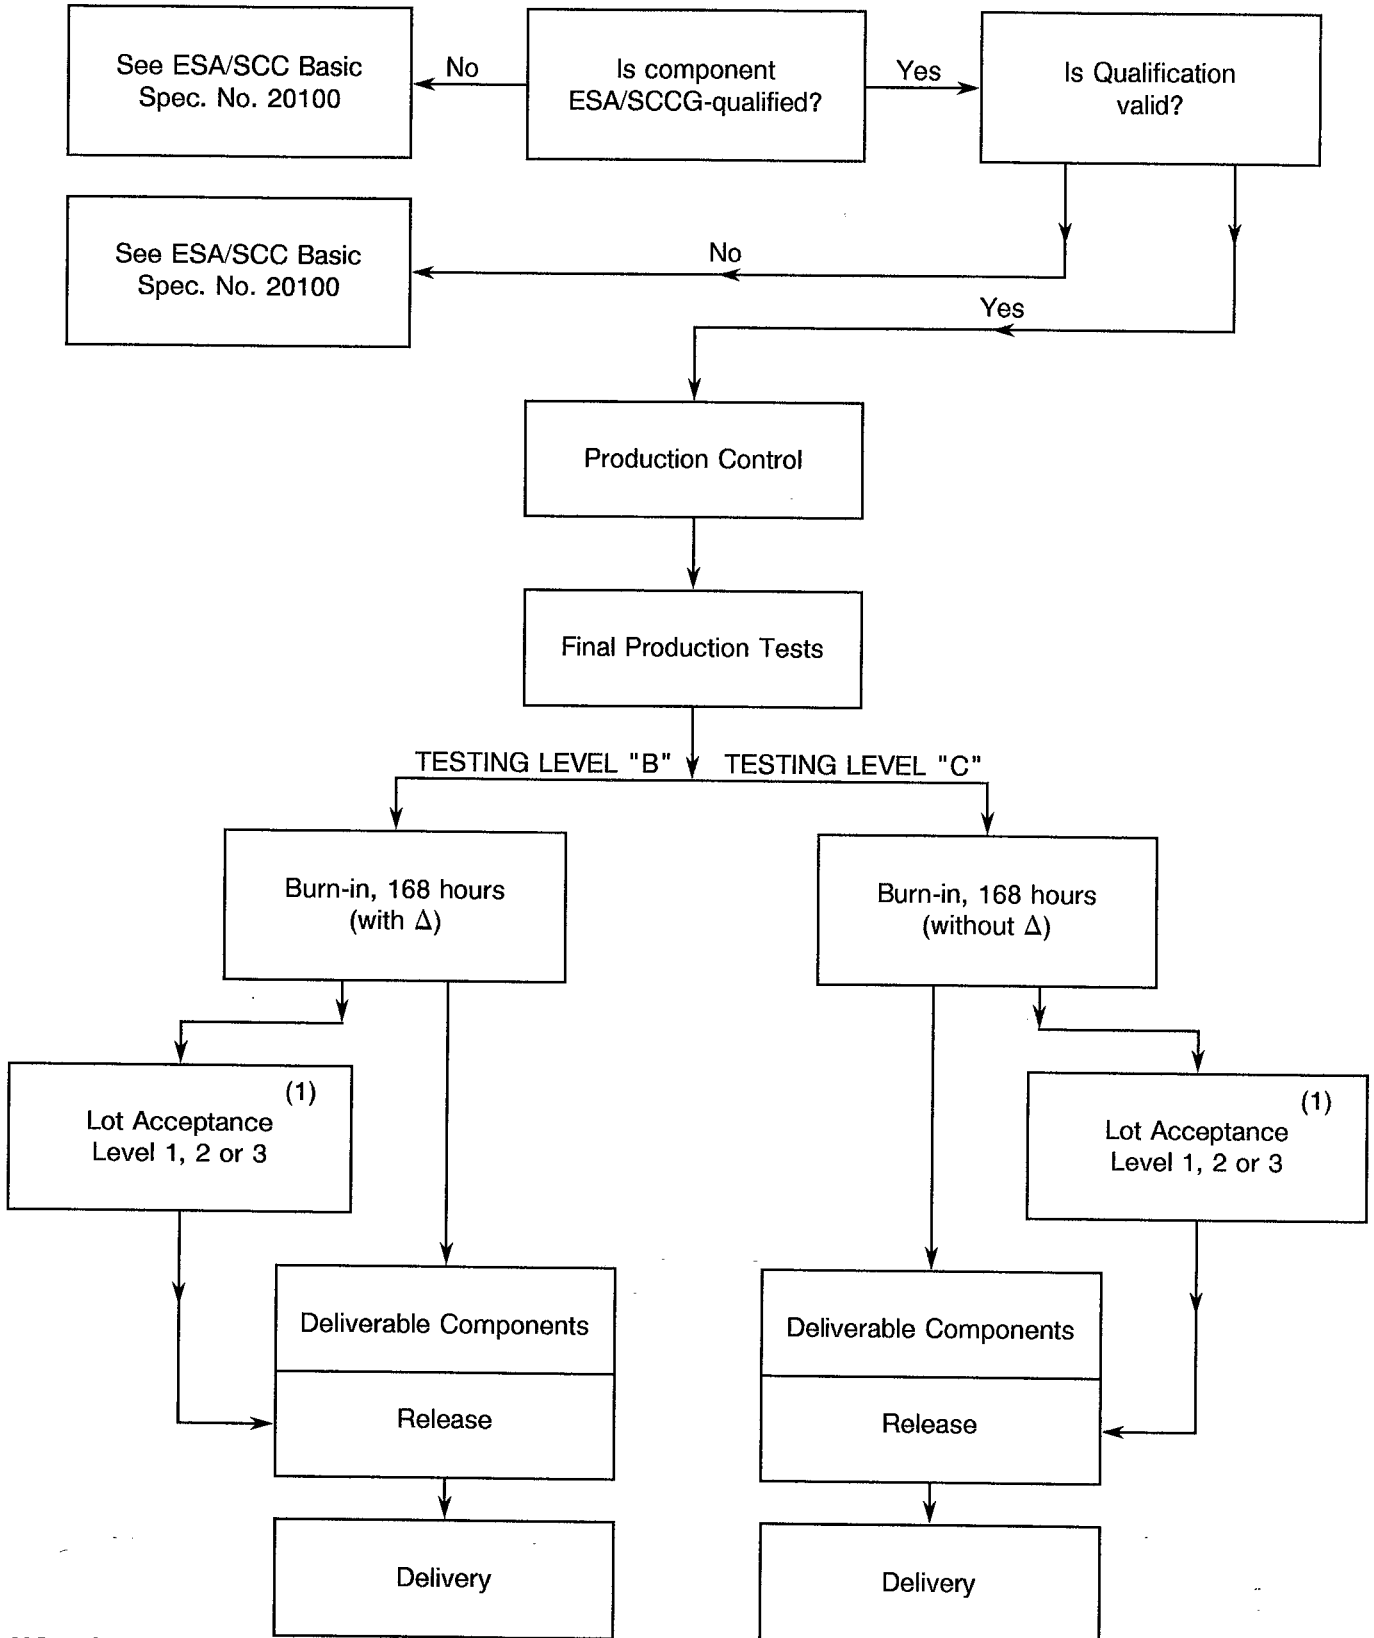 See ESA/SCC Basic
Spec. No. 20100
No
Is component
ESA/SCCG-qualified?
Yes
Is Qualification
valid?
See ESA/SCC Basic
Spec. No. 20100
No
Yes
Production Control
Final Production Tests
TESTING LEVEL "B"
TESTING LEVEL "C"
Burn-in, 168 hours
(with Δ)
Burn-in, 168 hours
(without Δ)
(1)
Lot Acceptance
Level 1, 2 or 3
(1)
Lot Acceptance
Level 1, 2 or 3
Deliverable Components
Release
Deliverable Components
Release
Delivery
Delivery